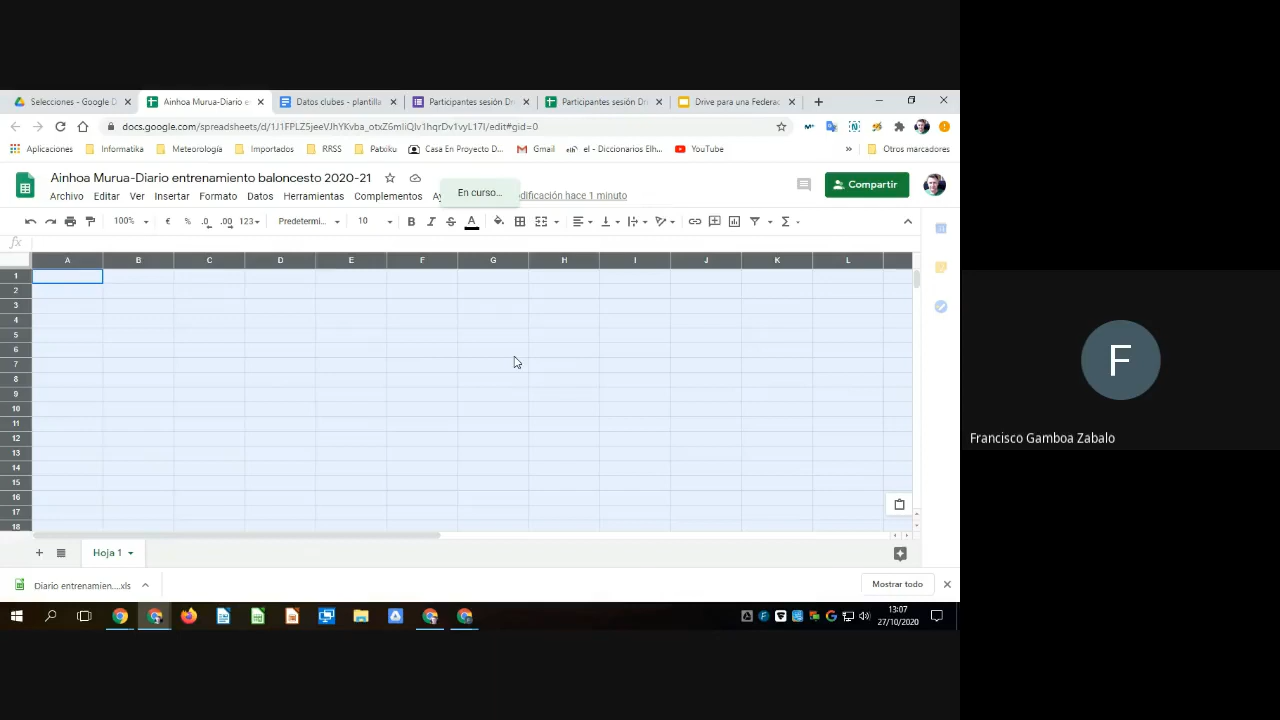 Selecciones - Google D
Ainhoa Murua-Diario e
Datos clubes - plantilla
Participantes sesión Dr
Participantes sesión Dr
Drive para una Federac
docs.google.com/spreadsheets/d/
/edit#gid=0
Aplicaciones
Informatika
Meteorología
Importados
RRSS
Patxiku
Casa En Proyecto D...
Gmail
el - Diccionarios Elh...
YouTube
»
Otros marcadores
Ainhoa Murua-Diario entrenamiento baloncesto 2020-21
En curso...
Compartir
Archivo Editar Ver Insertar Formato Datos Herramientas Complementos Ay
odificación hace 1 minuto
100% € % .0 .00 123 Predetermi... 10 B I S A Σ
fx
A B C D E F G H I J K L
1
2
3
4
5
6
7
8
9
10
11
12
13
14
15
16
17
18
Hoja 1
Diario entrenamien....xls
Mostrar todo
13:07
27/10/2020
F
Francisco Gamboa Zabalo